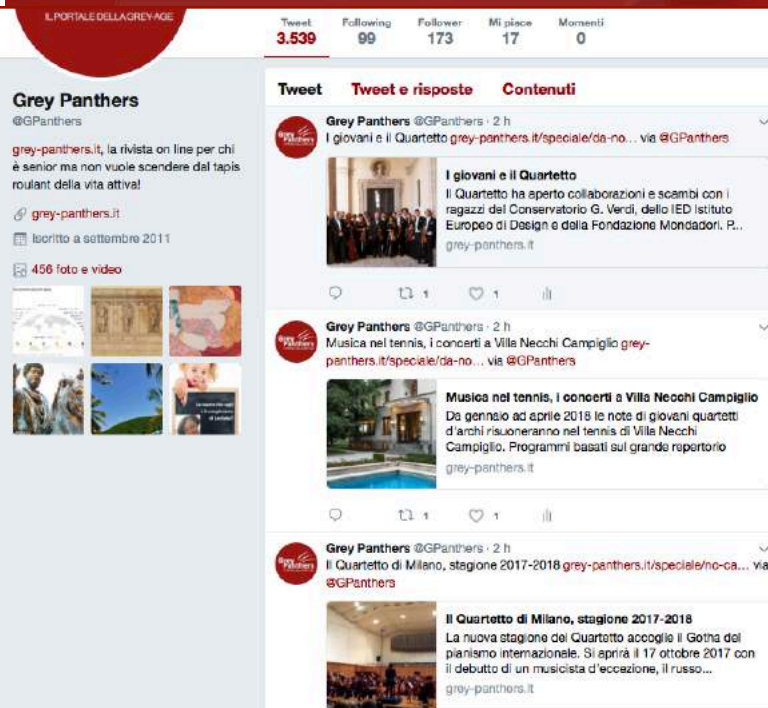 IL PORTALE DELLA GREY-AGE
Tweet Following Follower Mi piace Momenti
3.539 99 173 17 0
Grey Panthers
@GPanthers
grey-panthers.it, la rivista on line per chi
è senior ma non vuole scendere dal tapis
roulant della vita attiva!
grey-panthers.it
Iscritto a settembre 2011
456 foto e video
Tweet Tweet e risposte Contenuti
Grey Panthers @GPanthers · 2 h
I giovani e il Quartetto grey-panthers.it/speciale/da-no... via @GPanthers
I giovani e il Quartetto
Il Quartetto ha aperto collaborazioni e scambi con i
ragazzi del Conservatorio G. Verdi, dello IED Istituto
Europeo di Design e della Fondazione Mondadori. P...
grey-panthers.it
1 1
Grey Panthers @GPanthers · 2 h
Musica nel tennis, i concerti a Villa Necchi Campiglio grey-
panthers.it/speciale/da-no... via @GPanthers
Musica nel tennis, i concerti a Villa Necchi Campiglio
Da gennaio ad aprile 2018 le note di giovani quartetti
d'archi risuoneranno nel tennis di Villa Necchi
Campiglio. Programmi basati sul grande repertorio
grey-panthers.it
1 1
Grey Panthers @GPanthers · 2 h
Il Quartetto di Milano, stagione 2017-2018 grey-panthers.it/speciale/no-ca... via
@GPanthers
Il Quartetto di Milano, stagione 2017-2018
La nuova stagione del Quartetto accoglie il Gotha del
pianismo internazionale. Si aprirà il 17 ottobre 2017 con
il debutto di un musicista d'eccezione, il russo...
grey-panthers.it